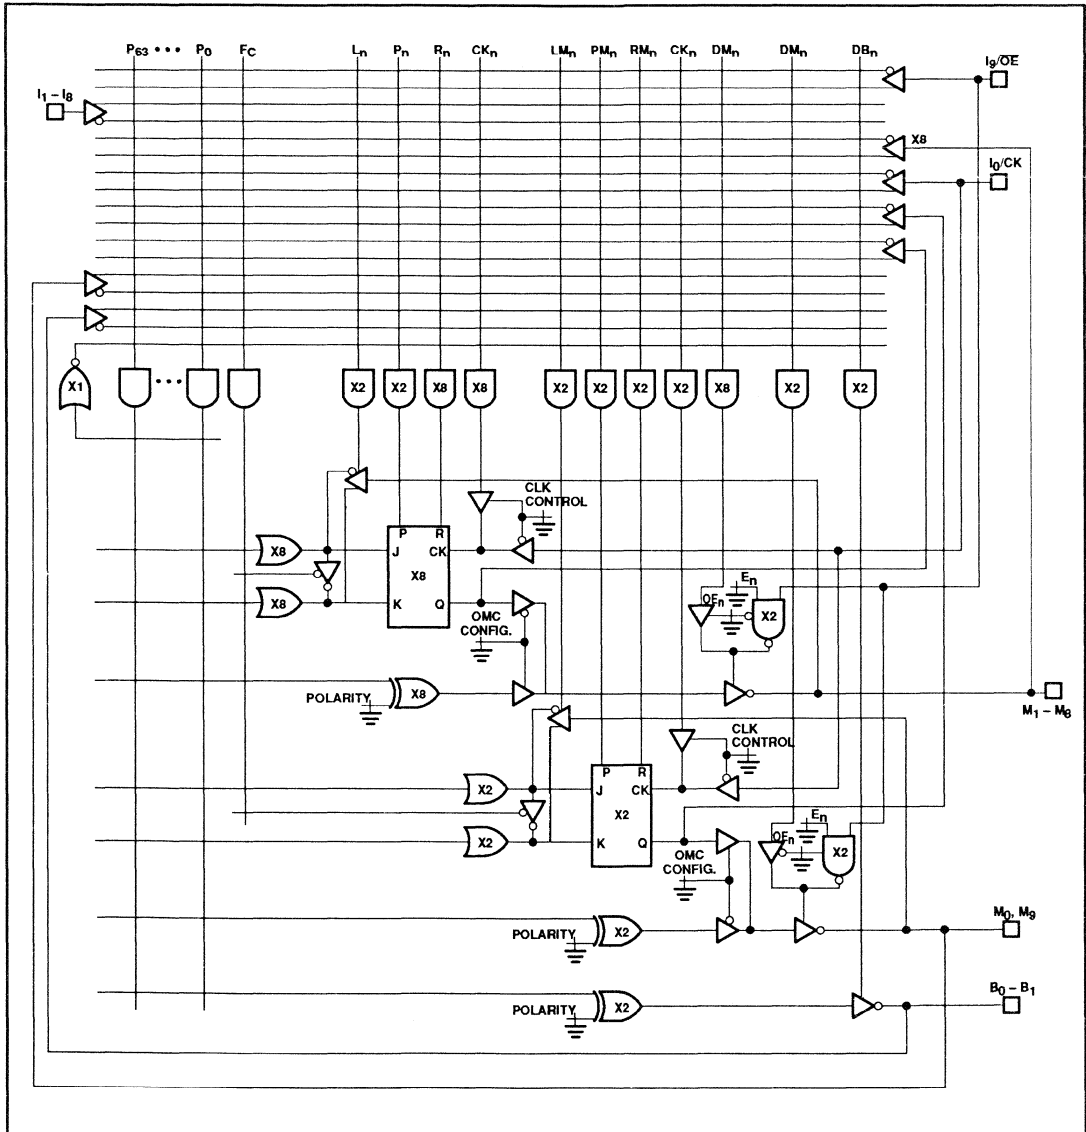 P63 • • • P0 FC Ln Pn Rn CKn LMn PMn RMn CKn DMn DMn DBn
I9/OE
I1 – I8
X8
I0/CK
X1 X2 X2 X8 X8 X2 X2 X2 X2 X8 X2 X2
• • •
CLK CONTROL
P R
X8 J CK
X8
En
X8 K Q
OEn
X2
OMC CONFIG.
POLARITY X8
M1 – M8
CLK CONTROL
P R
X2 J CK
X2
En
X2 K Q
OEn
X2
OMC CONFIG.
M0, M9
POLARITY X2
B0 – B1
POLARITY X2